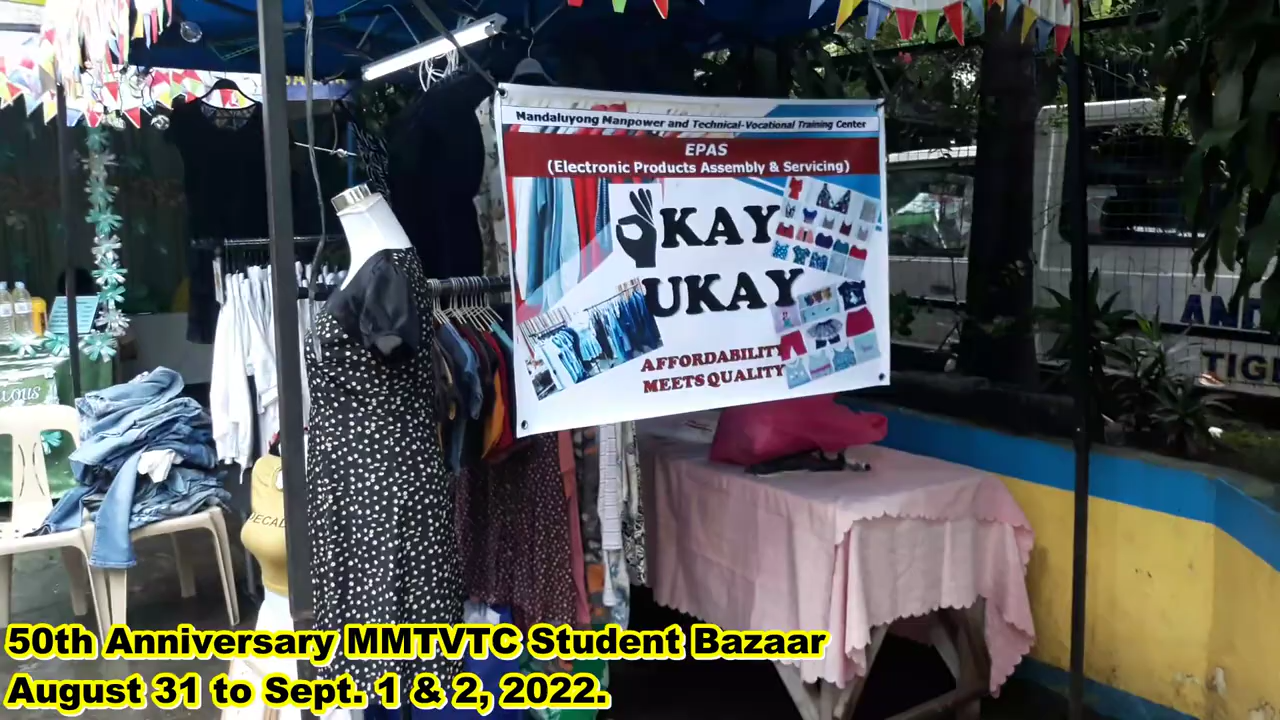 Mandaluyong Manpower and Technical-Vocational Training Center
EPAS
(Electronic Products Assembly & Servicing)
KAY
UKAY
AFFORDABILITY
MEETS QUALITY
AND
50th Anniversary MMTVTC Student Bazaar
August 31 to Sept. 1 & 2, 2022.